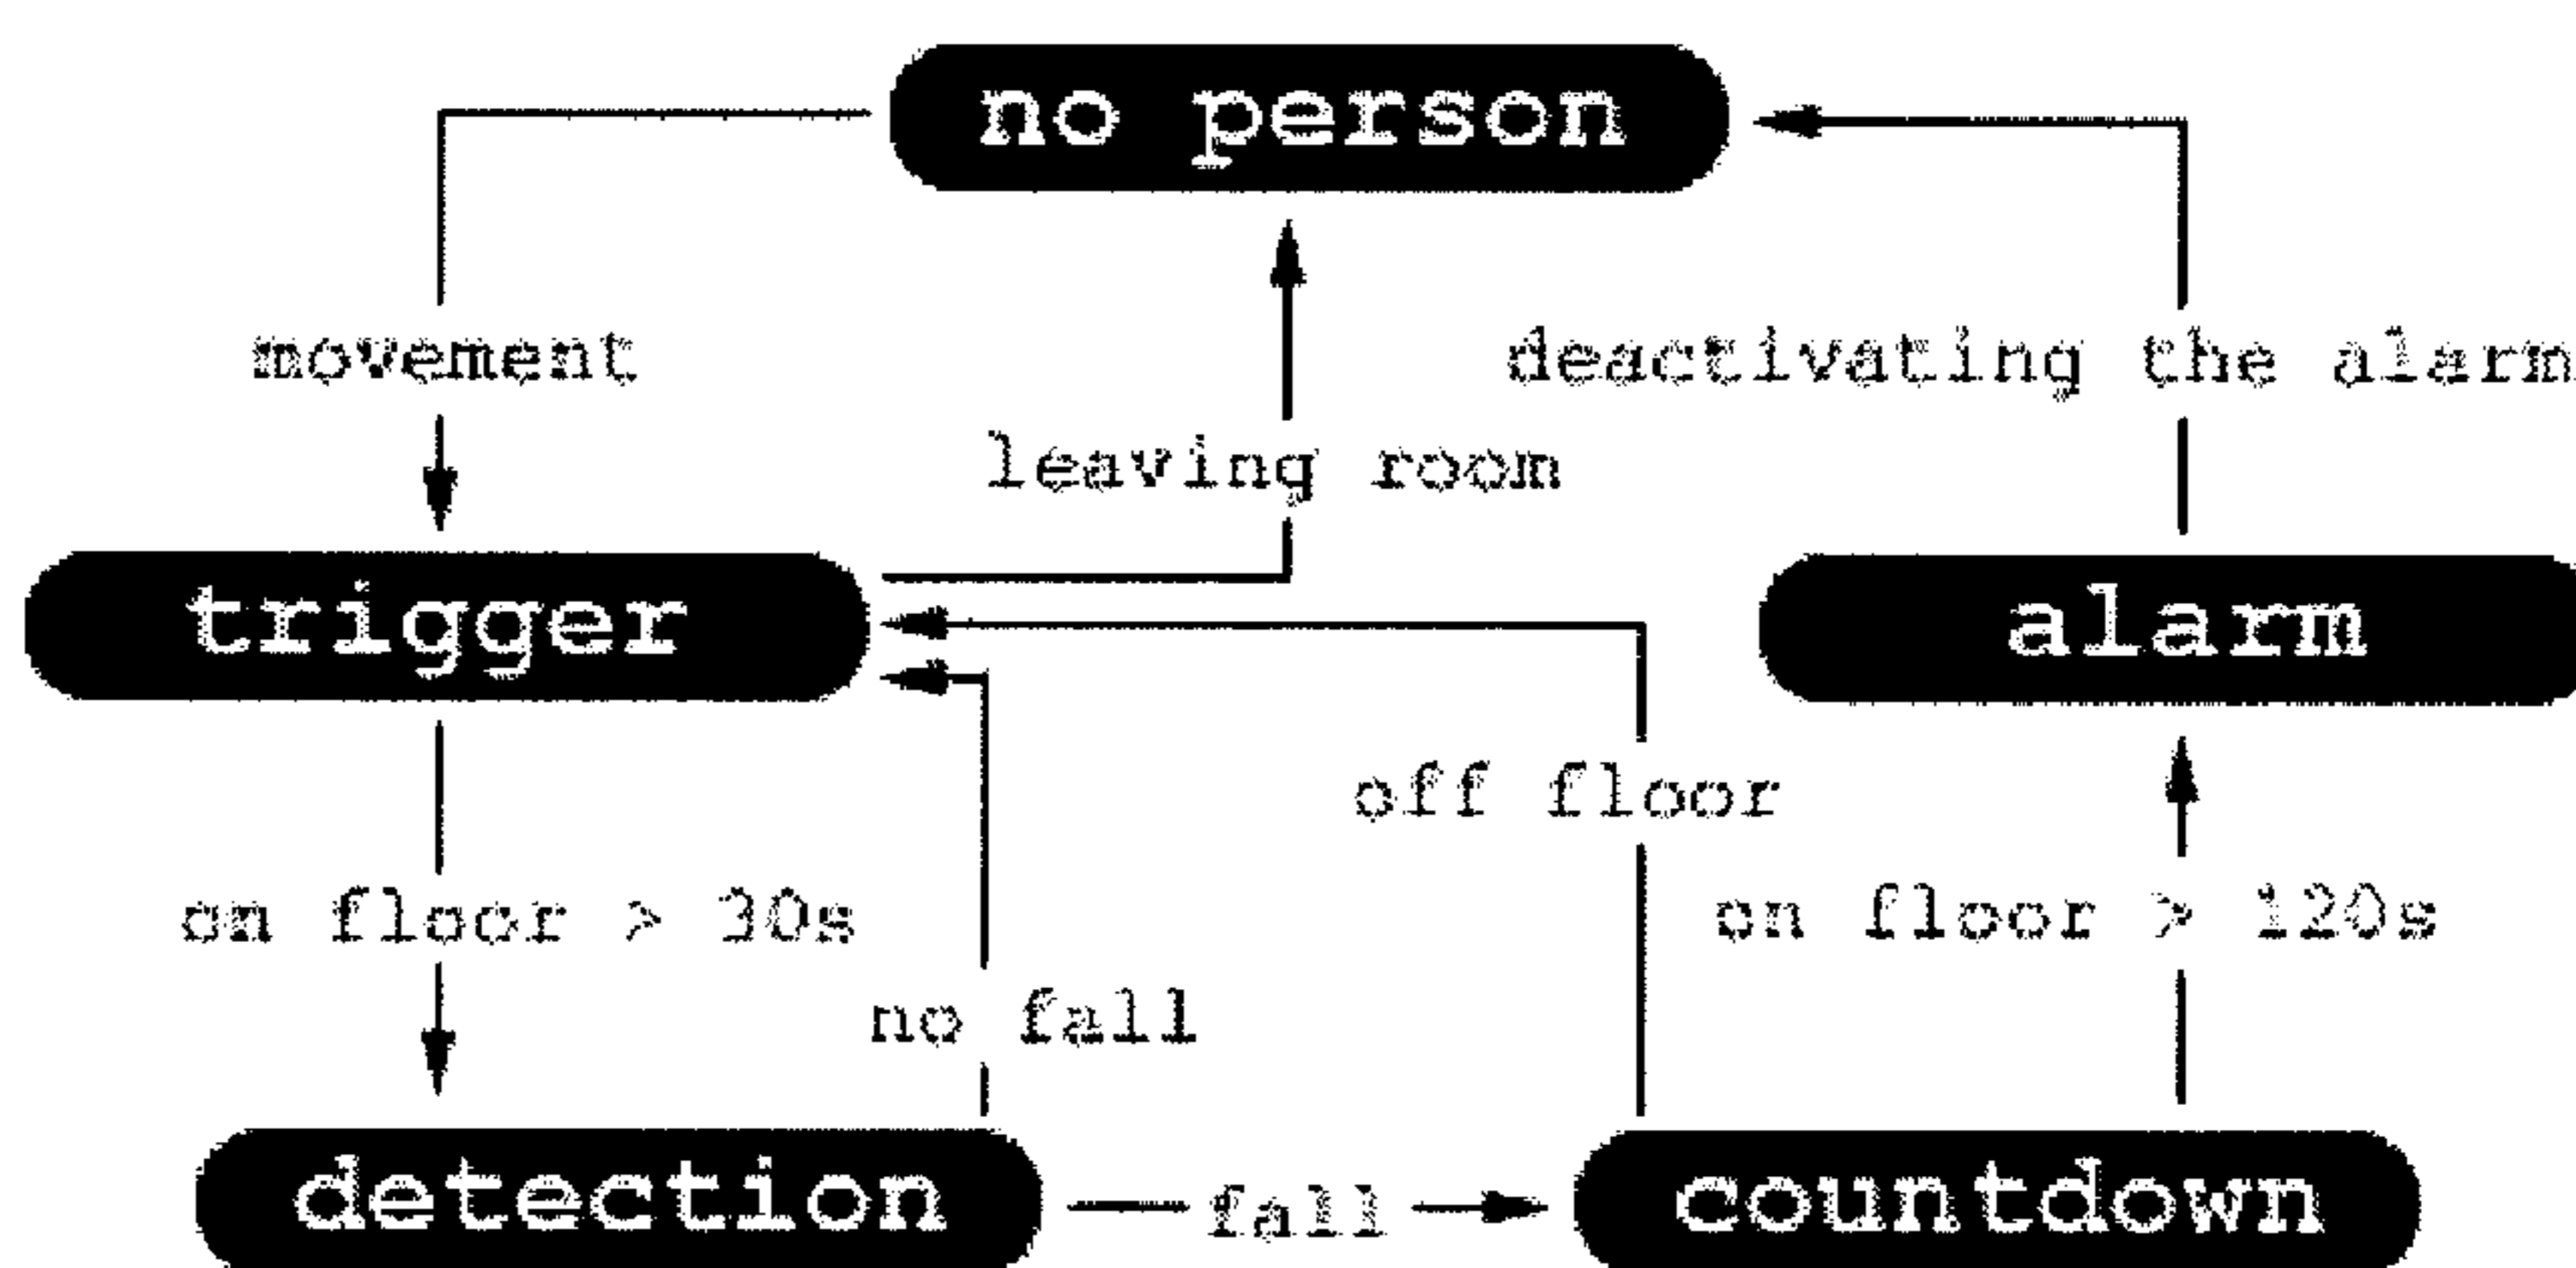 no person
movement
deactivating the alarm
leaving room
trigger
alarm
off floor
on floor > 30s
on floor > 120s
no fall
detection
fall
countdown